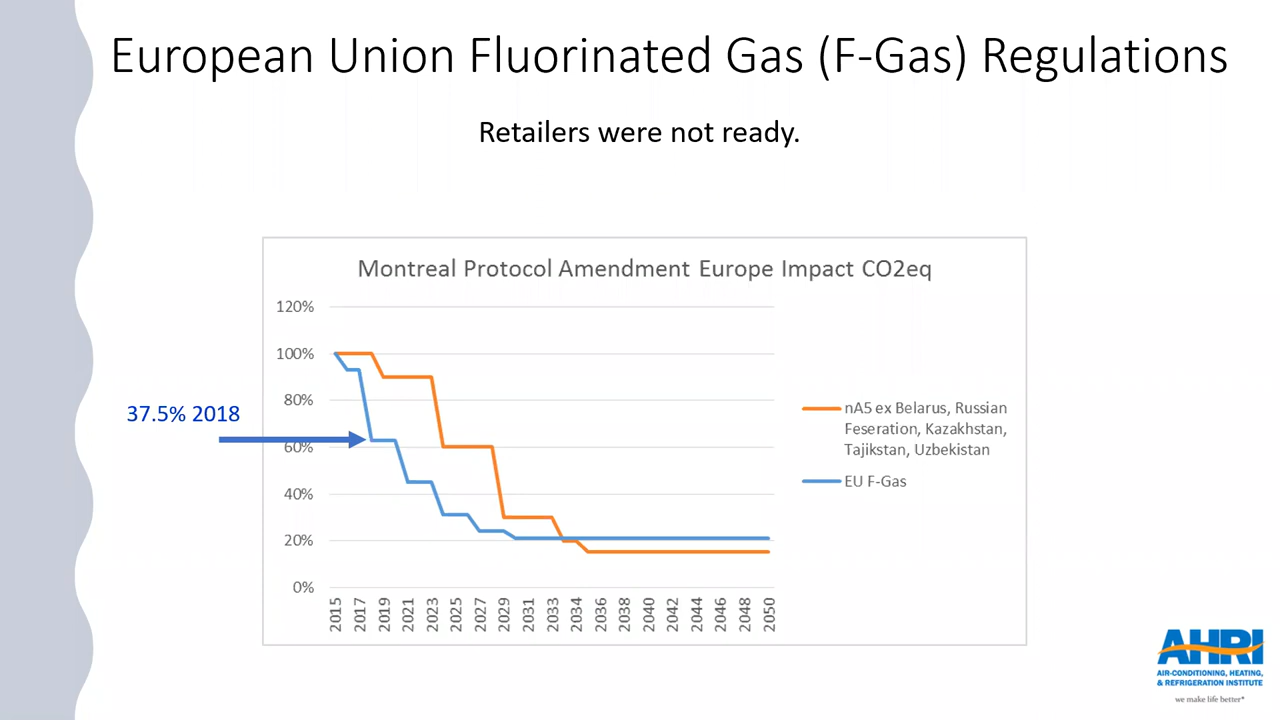 European Union Fluorinated Gas (F-Gas) Regulations
Retailers were not ready.
Montreal Protocol Amendment Europe Impact CO2eq
120%
100%
80%
37.5% 2018
60%
40%
20%
0%
nA5 ex Belarus, Russian
Feseration, Kazakhstan,
Tajikstan, Uzbekistan
EU F-Gas
2015 2017 2019 2021 2023 2025 2027 2029 2031 2033 2034 2036 2038 2040 2042 2044 2046 2048 2050
AHRI
AIR-CONDITIONING, HEATING,
& REFRIGERATION INSTITUTE
we make life better*